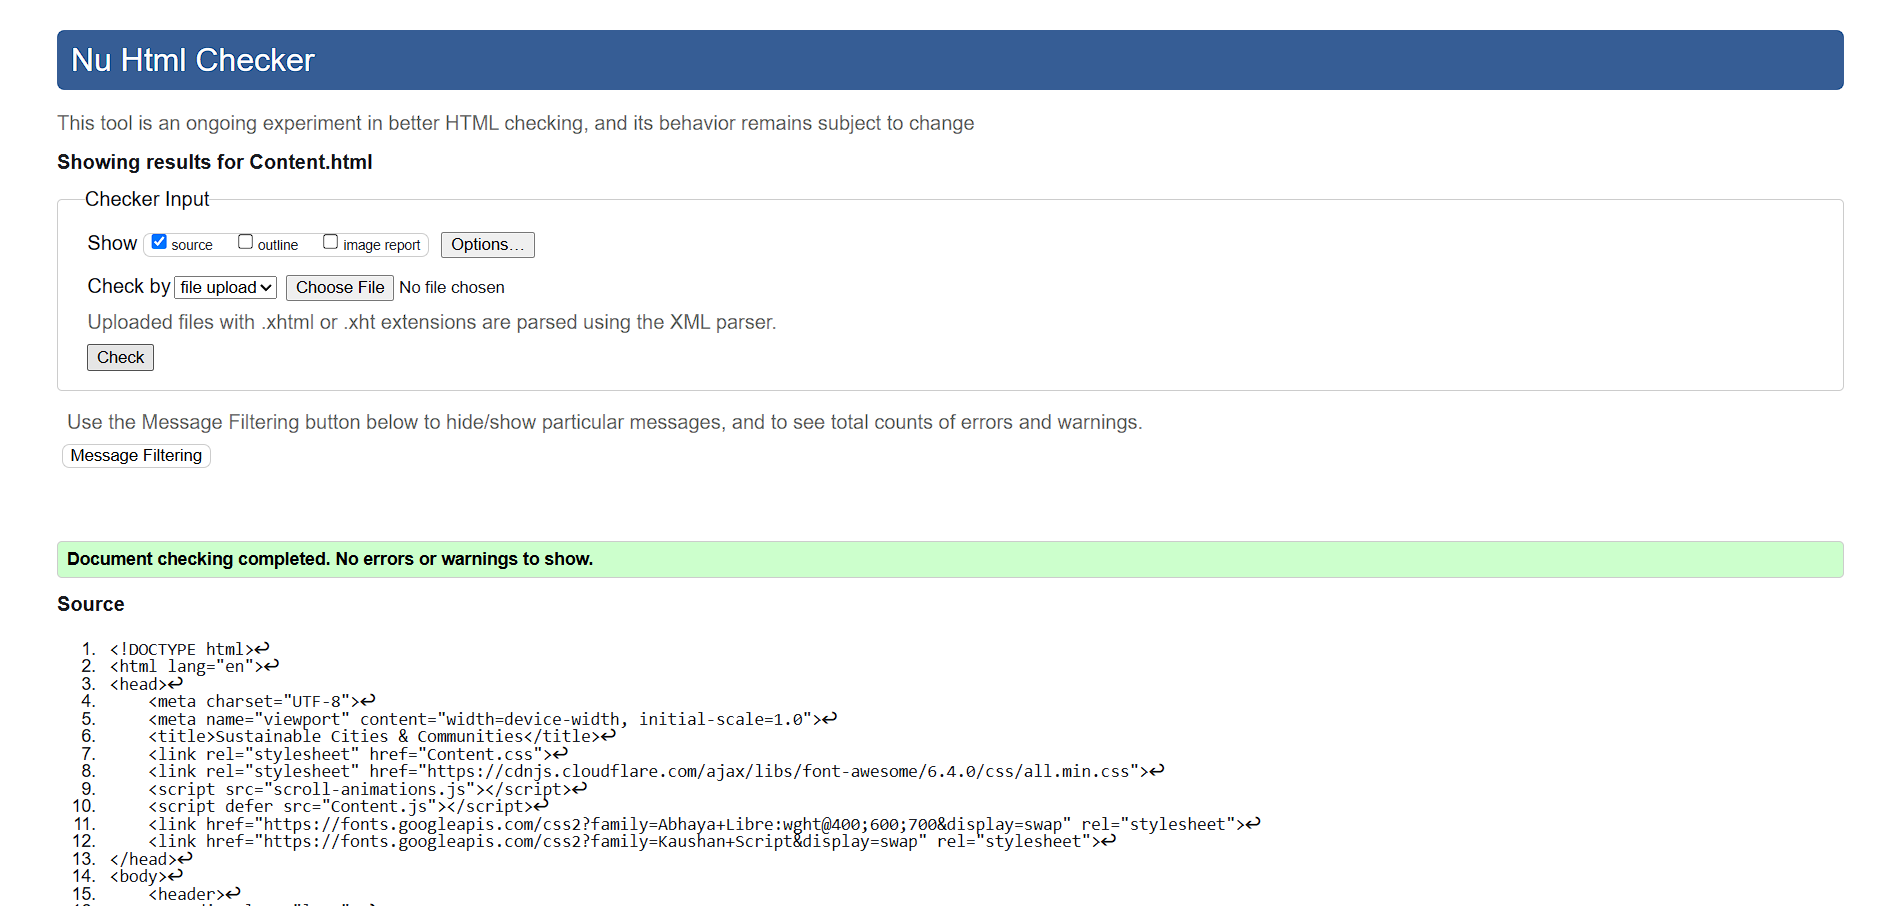 Nu Html Checker
This tool is an ongoing experiment in better HTML checking, and its behavior remains subject to change
Showing results for Content.html
Checker Input
Show source outline image report Options...
Check by file upload Choose File No file chosen
Uploaded files with .xhtml or .xht extensions are parsed using the XML parser.
Check
Use the Message Filtering button below to hide/show particular messages, and to see total counts of errors and warnings.
Message Filtering
Document checking completed. No errors or warnings to show.
Source
1. <!DOCTYPE html>↩
2. <html lang="en">↩
3. <head>↩
4. <meta charset="UTF-8">↩
5. <meta name="viewport" content="width=device-width, initial-scale=1.0">↩
6. <title>Sustainable Cities & Communities</title>↩
7. <link rel="stylesheet" href="Content.css">↩
8. <link rel="stylesheet" href="https://cdnjs.cloudflare.com/ajax/libs/font-awesome/6.4.0/css/all.min.css">↩
9. <script src="scroll-animations.js"></script>↩
10. <script defer src="Content.js"></script>↩
11. <link href="https://fonts.googleapis.com/css2?family=Abhaya+Libre:wght@400;600;700&display=swap" rel="stylesheet">↩
12. <link href="https://fonts.googleapis.com/css2?family=Kaushan+Script&display=swap" rel="stylesheet">↩
13. </head>↩
14. <body>↩
15. <header>↩